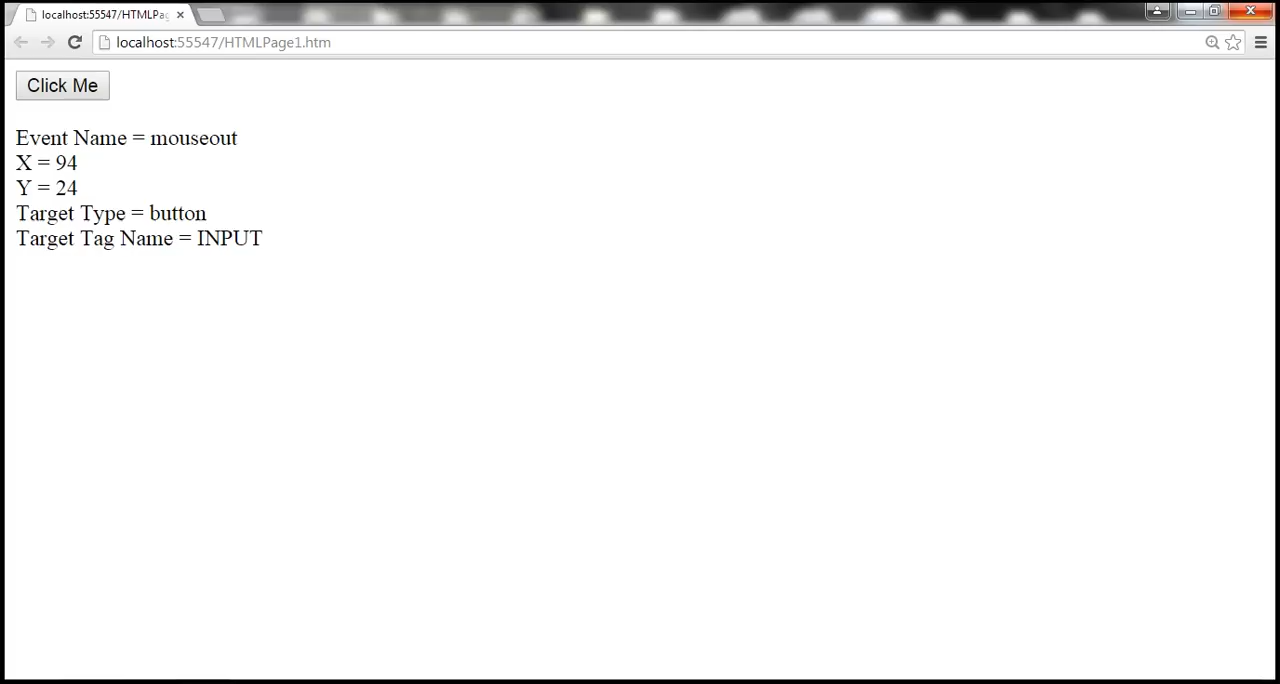 localhost:55547/HTMLPag
localhost:55547/HTMLPage1.htm
Click Me
Event Name = mouseout
X = 94
Y = 24
Target Type = button
Target Tag Name = INPUT